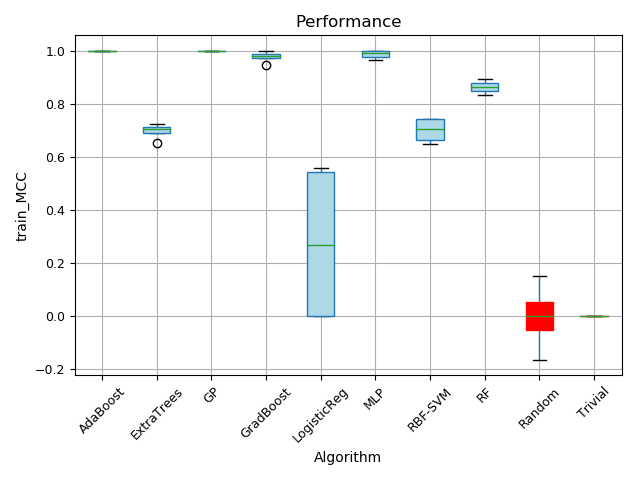 Performance
1.0
0.8
0.6
0.4
0.2
0.0
−0.2
train_MCC
AdaBoost
ExtraTrees
GP
GradBoost
LogisticReg
MLP
RBF-SVM
RF
Random
Trivial
Algorithm